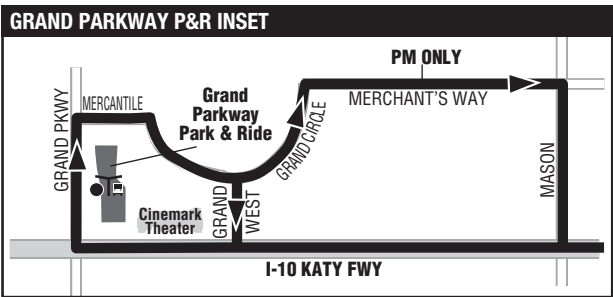 GRAND PARKWAY P&R INSET
PM ONLY
MERCHANT'S WAY
MERCANTILE
Grand
Parkway
Park & Ride
GRAND PKWY
GRAND CIRCLE
MASON
Cinemark
Theater
GRAND
WEST
I-10 KATY FWY